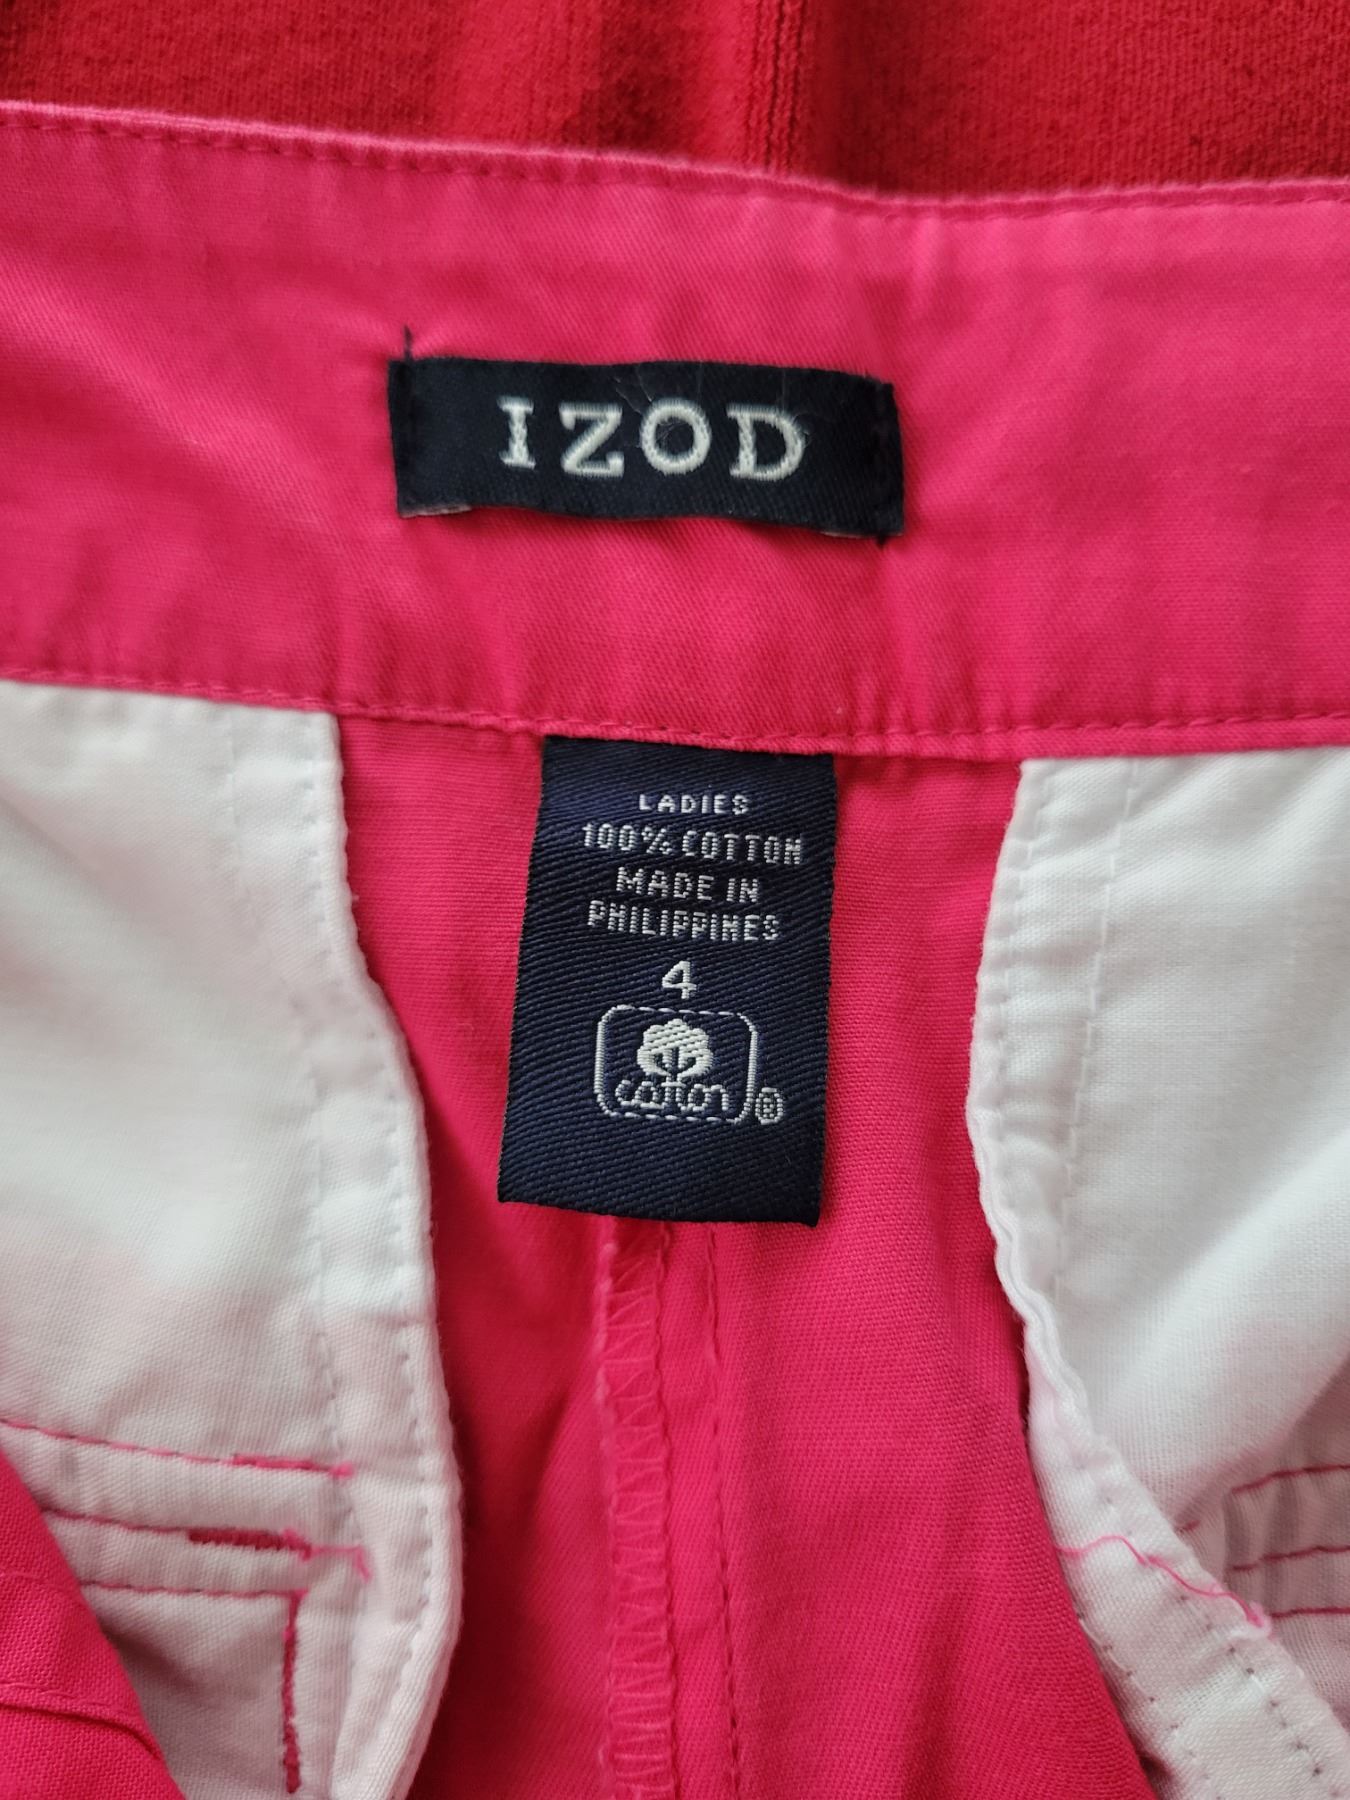 IZOD
LADIES
100% COTTON
MADE IN
PHILIPPINES
4
cotton ®